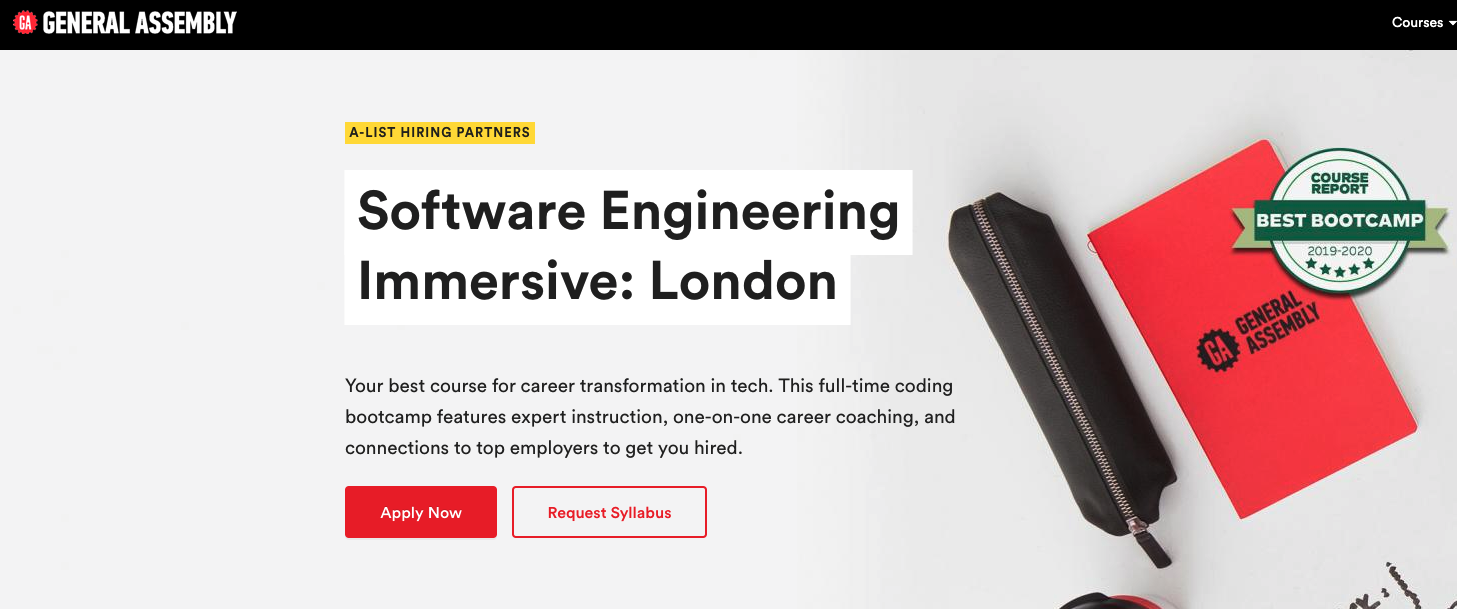 GA GENERAL ASSEMBLY
Courses
A-LIST HIRING PARTNERS
Software Engineering
Immersive: London
Your best course for career transformation in tech. This full-time coding
bootcamp features expert instruction, one-on-one career coaching, and
connections to top employers to get you hired.
Apply Now
Request Syllabus
COURSE
REPORT
BEST BOOTCAMP
2019-2020
GA GENERAL
ASSEMBLY